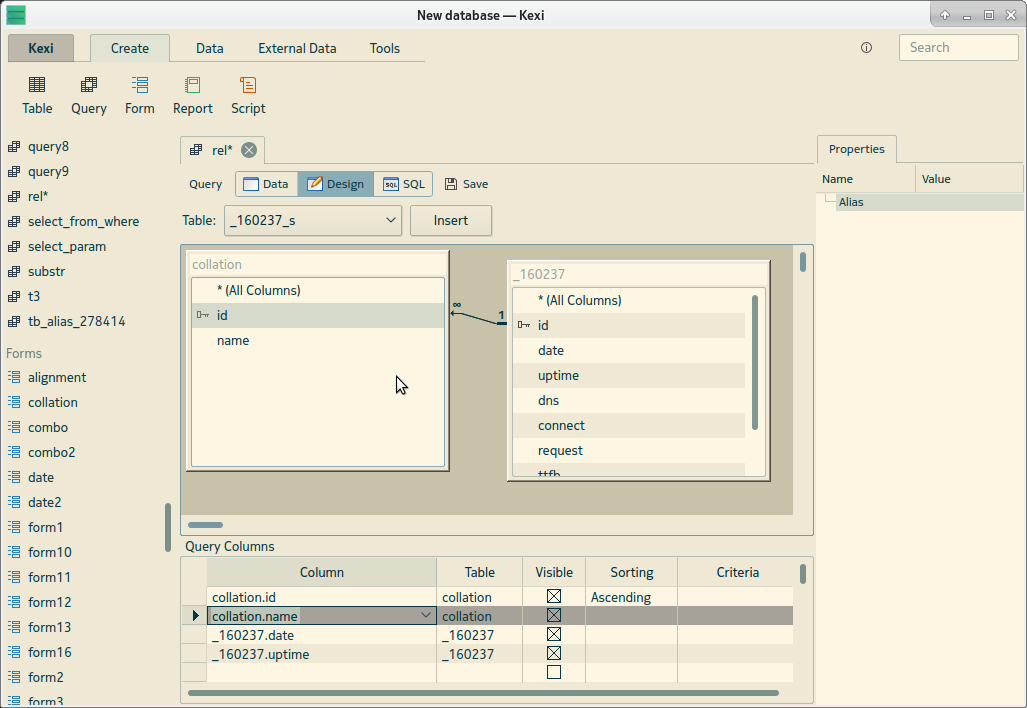 New database — Kexi
Kexi Create Data External Data Tools Search
Table Query Form Report Script
query8
query9
rel*
select_from_where
select_param
substr
t3
tb_alias_278414
Forms
alignment
collation
combo
combo2
date
date2
form1
form10
form11
form12
form13
form16
form2
form3
rel*
Query Data Design SQL SQL Save
Table: _160237_s Insert
collation
* (All Columns)
id
name
∞ 1
_160237
* (All Columns)
id
date
uptime
dns
connect
request
ttfb
Query Columns
Column Table Visible Sorting Criteria
collation.id collation Ascending
collation.name collation
_160237.date _160237
_160237.uptime _160237
Properties
Name Value
Alias